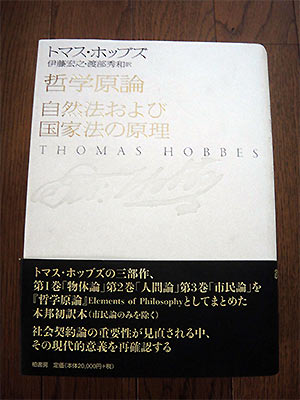 トマス・ホッブズ
伊藤宏之・渡部秀和訳
哲学原論
自然法および
国家法の原理
THOMAS HOBBES
トマス・ホッブズの三部作、
第1巻「物体論」第2巻「人間論」第3巻「市民論」を
『哲学原論』Elements of Philosophyとしてまとめた
本邦初訳本(市民論のみを除く)
社会契約論の重要性が見直される中、
その現代的意義を再確認する
柏書房 定価(本体20,000円+税)